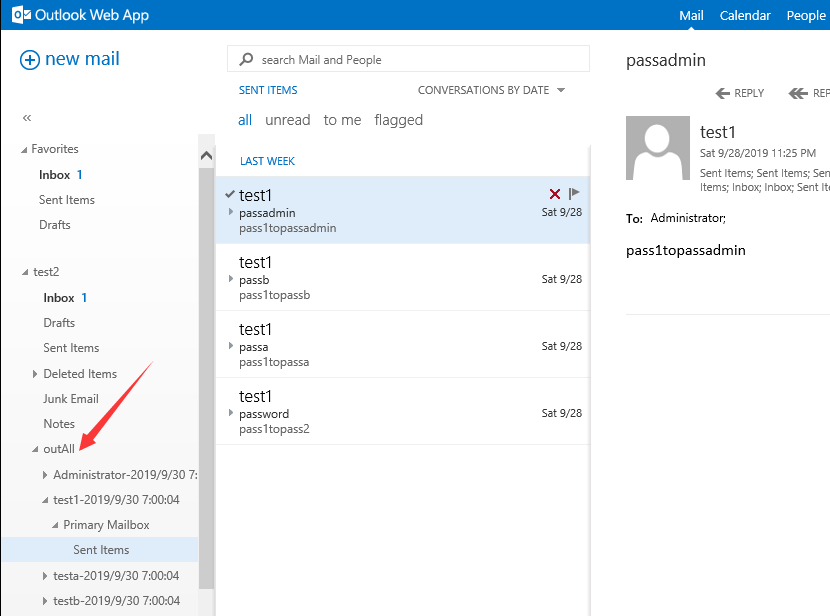 Outlook Web App
Mail Calendar People
new mail
search Mail and People
SENT ITEMS CONVERSATIONS BY DATE
all unread to me flagged
«
Favorites
Inbox 1
Sent Items
Drafts
test2
Inbox 1
Drafts
Sent Items
Deleted Items
Junk Email
Notes
outAll
Administrator-2019/9/30 7:
test1-2019/9/30 7:00:04
Primary Mailbox
Sent Items
testa-2019/9/30 7:00:04
testb-2019/9/30 7:00:04
LAST WEEK
test1
passadmin Sat 9/28
pass1topassadmin
test1
passb Sat 9/28
pass1topassb
test1
passa Sat 9/28
pass1topassa
test1
password Sat 9/28
pass1topass2
passadmin
REPLY REP
test1
Sat 9/28/2019 11:25 PM
Sent Items; Sent Items; Sen
Items; Inbox; Inbox; Sent It
To: Administrator;
pass1topassadmin